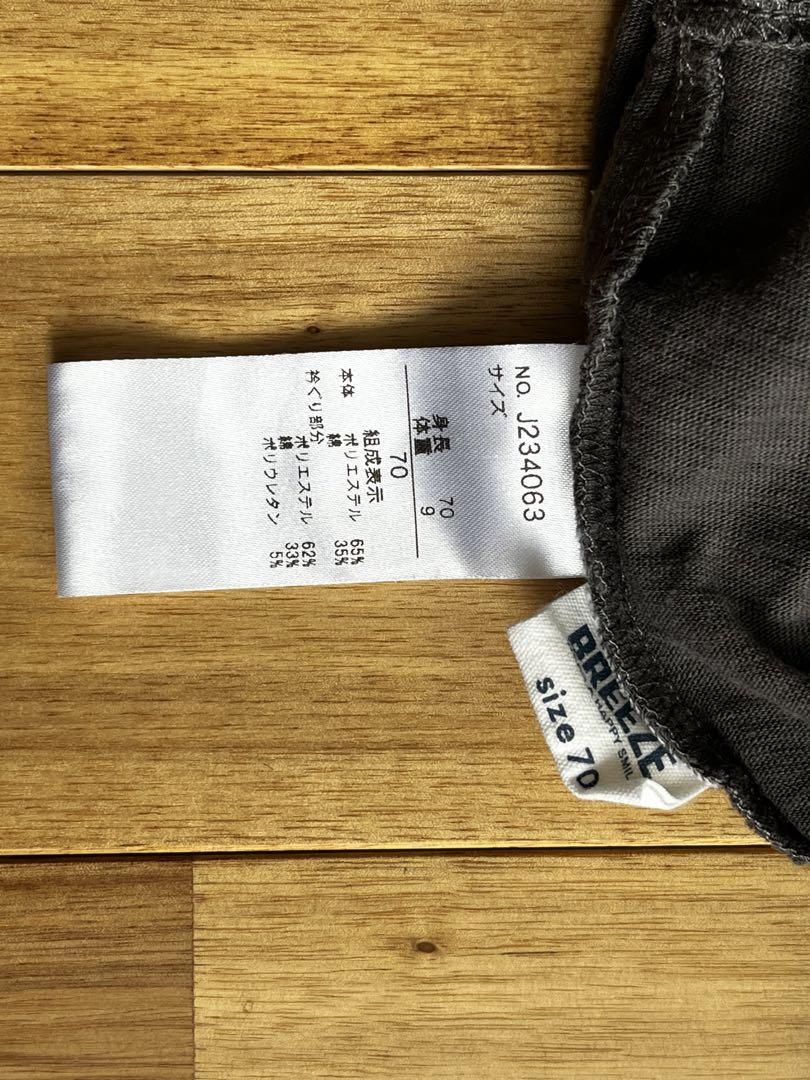 NO. J234063
サイズ
身長 70
体重 9
70
組成表示
本体 ポリエステル 65%
綿 35%
衿ぐり部分
ポリエステル 62%
綿 33%
ポリウレタン 5%
BREEZE
HAPPY SMIL
size 70